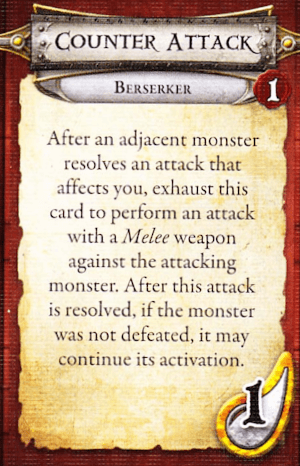 Counter Attack
Berserker
1
After an adjacent monster
resolves an attack that
affects you, exhaust this
card to perform an attack
with a Melee weapon
against the attacking
monster. After this attack
is resolved, if the monster
was not defeated, it may
continue its activation.
1